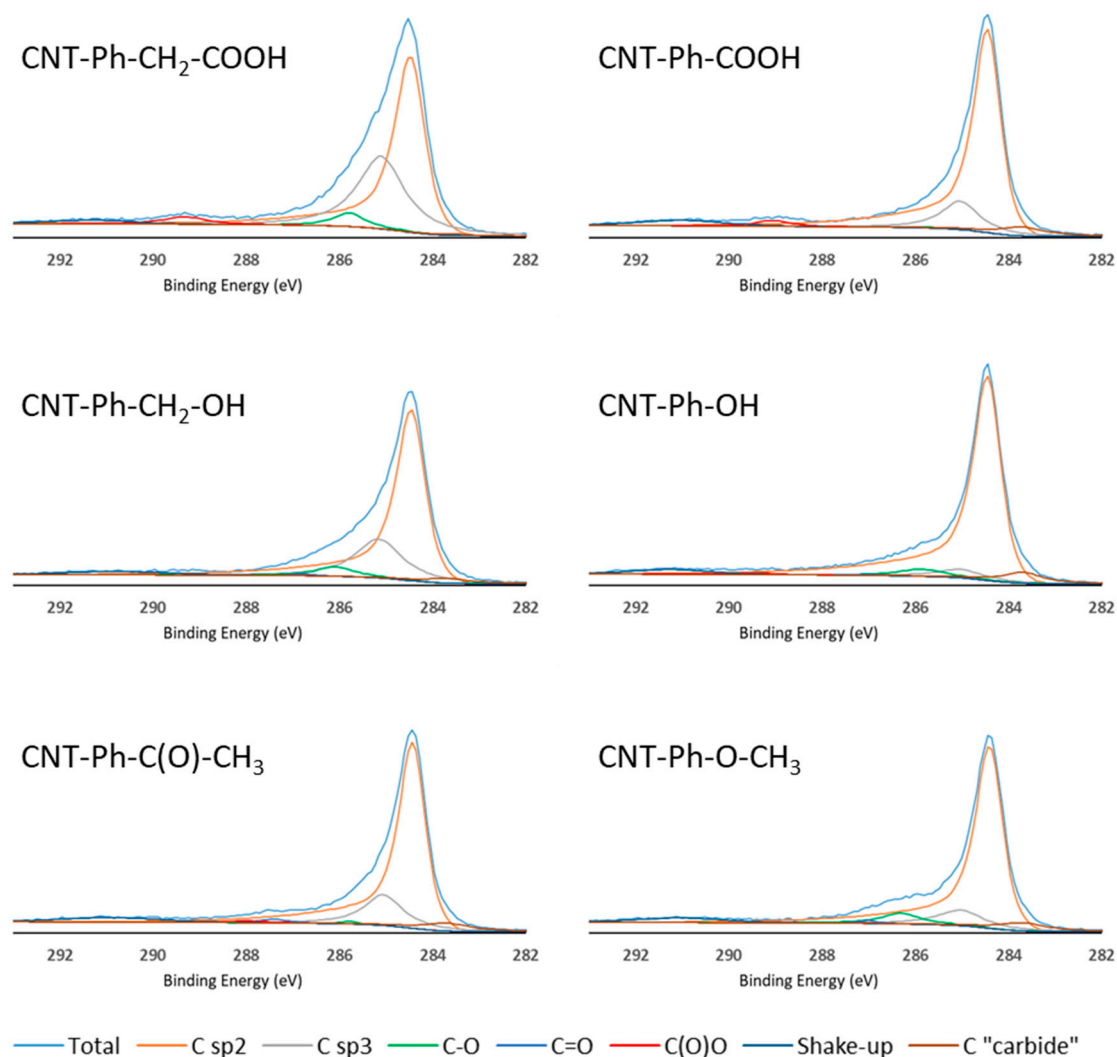 CNT-Ph-CH2-COOH
CNT-Ph-COOH
292 290 288 286 284 282
Binding Energy (eV)
292 290 288 286 284 282
Binding Energy (eV)
CNT-Ph-CH2-OH
CNT-Ph-OH
292 290 288 286 284 282
Binding Energy (eV)
292 290 288 286 284 282
Binding Energy (eV)
CNT-Ph-C(O)-CH3
CNT-Ph-O-CH3
292 290 288 286 284 282
Binding Energy (eV)
292 290 288 286 284 282
Binding Energy (eV)
Total C sp2 C sp3 C-O C=O C(O)O Shake-up C "carbide"